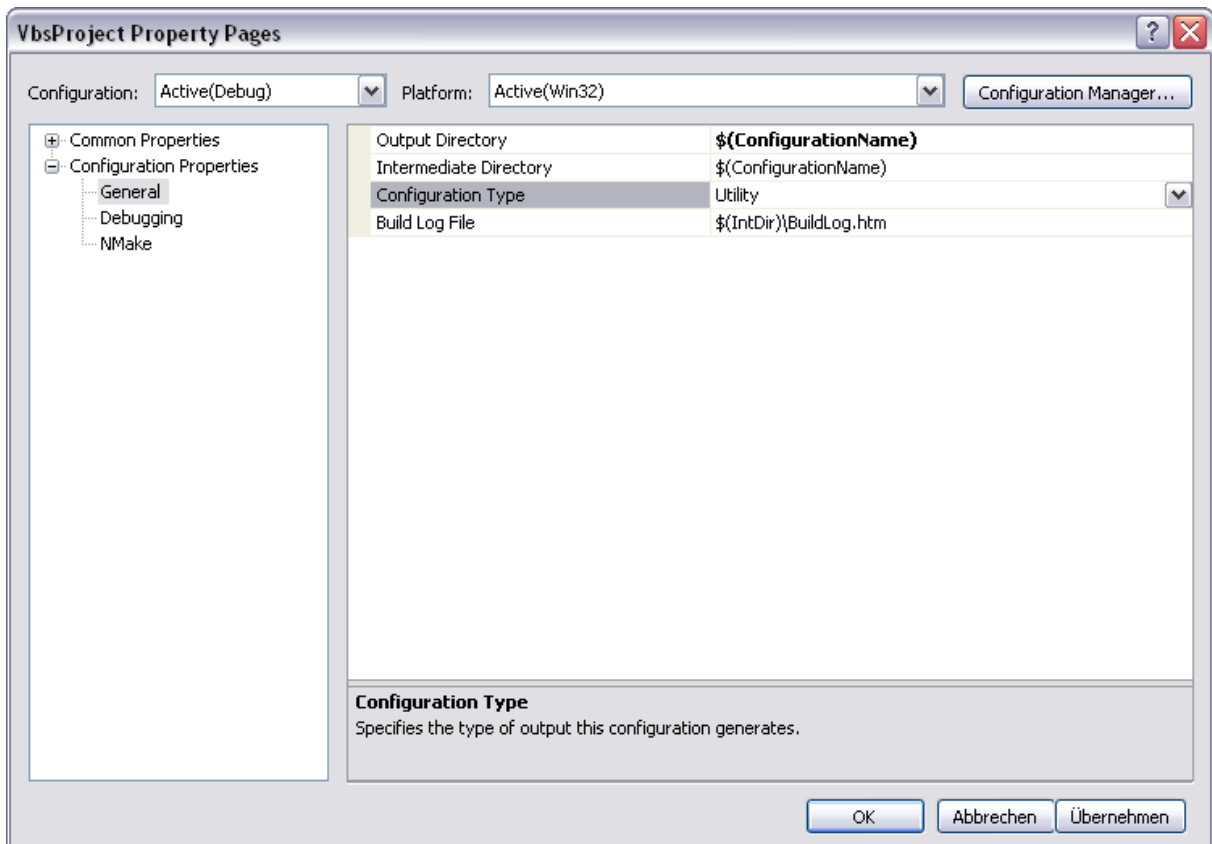 VbsProject Property Pages
Configuration: Active(Debug) Platform: Active(Win32) Configuration Manager...
Common Properties
Configuration Properties
General
Debugging
NMake
Output Directory $(ConfigurationName)
Intermediate Directory $(ConfigurationName)
Configuration Type Utility
Build Log File $(IntDir)\BuildLog.htm
Configuration Type
Specifies the type of output this configuration generates.
OK Abbrechen Übernehmen